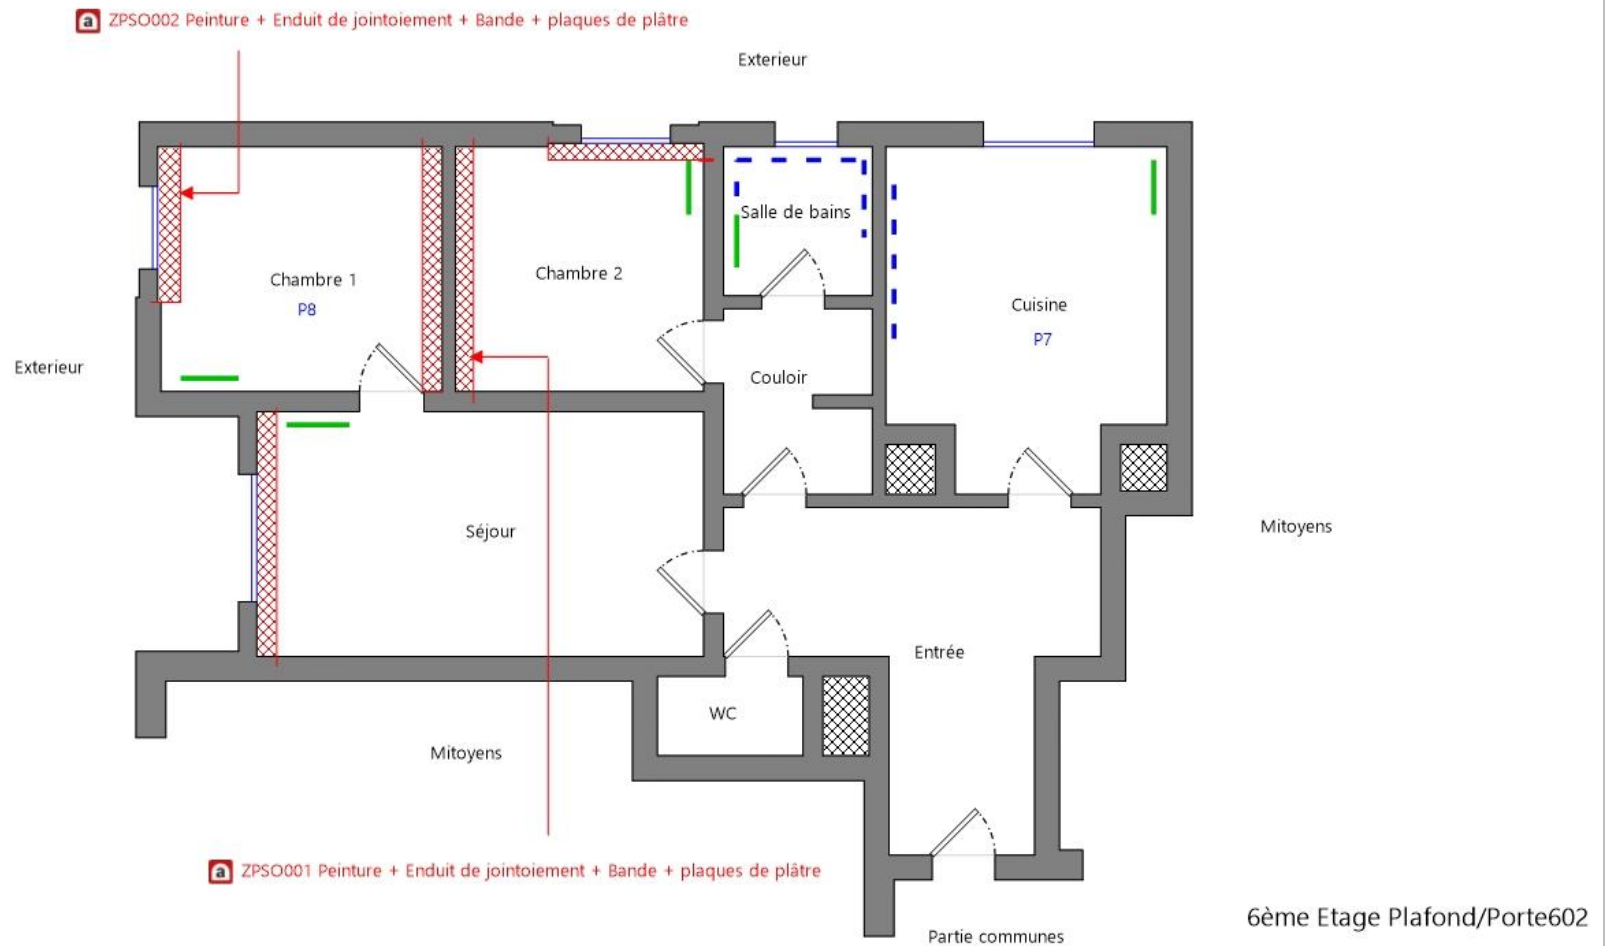 a ZPSO002 Peinture + Enduit de jointoiement + Bande + plaques de plâtre
Exterieur
Salle de bains
Chambre 1
Chambre 2
P8
Cuisine
P7
Exterieur
Couloir
Séjour
Mitoyens
Entrée
WC
Mitoyens
a ZPSO001 Peinture + Enduit de jointoiement + Bande + plaques de plâtre
6ème Etage Plafond/Porte602
Partie communes